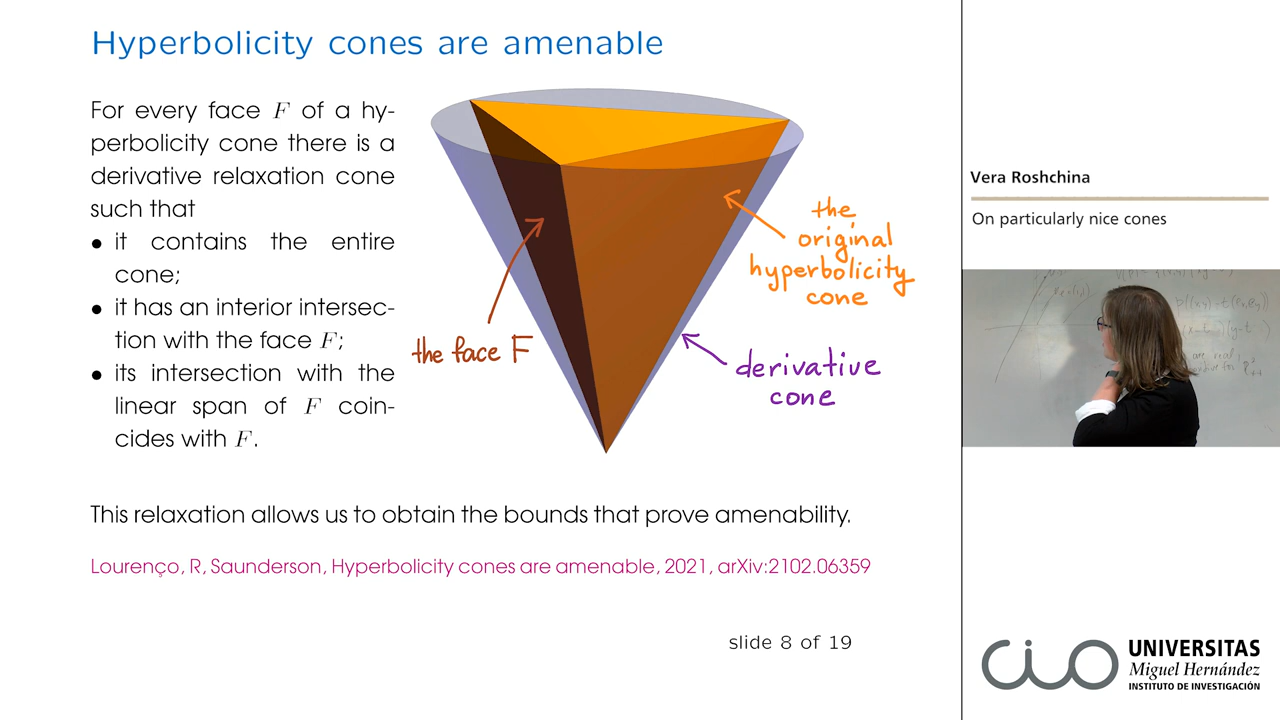 Hyperbolicity cones are amenable
For every face F of a hy-
perbolicity cone there is a
derivative relaxation cone
such that
• it contains the entire
cone;
• it has an interior intersec-
tion with the face F;
• its intersection with the
linear span of F coin-
cides with F.
the face F
the
original
hyperbolicity
cone
derivative
cone
This relaxation allows us to obtain the bounds that prove amenability.
Lourenço, R, Saunderson, Hyperbolicity cones are amenable, 2021, arXiv:2102.06359
slide 8 of 19
Vera Roshchina
On particularly nice cones
cio
UNIVERSITAS
Miguel Hernández
INSTITUTO DE INVESTIGACIÓN